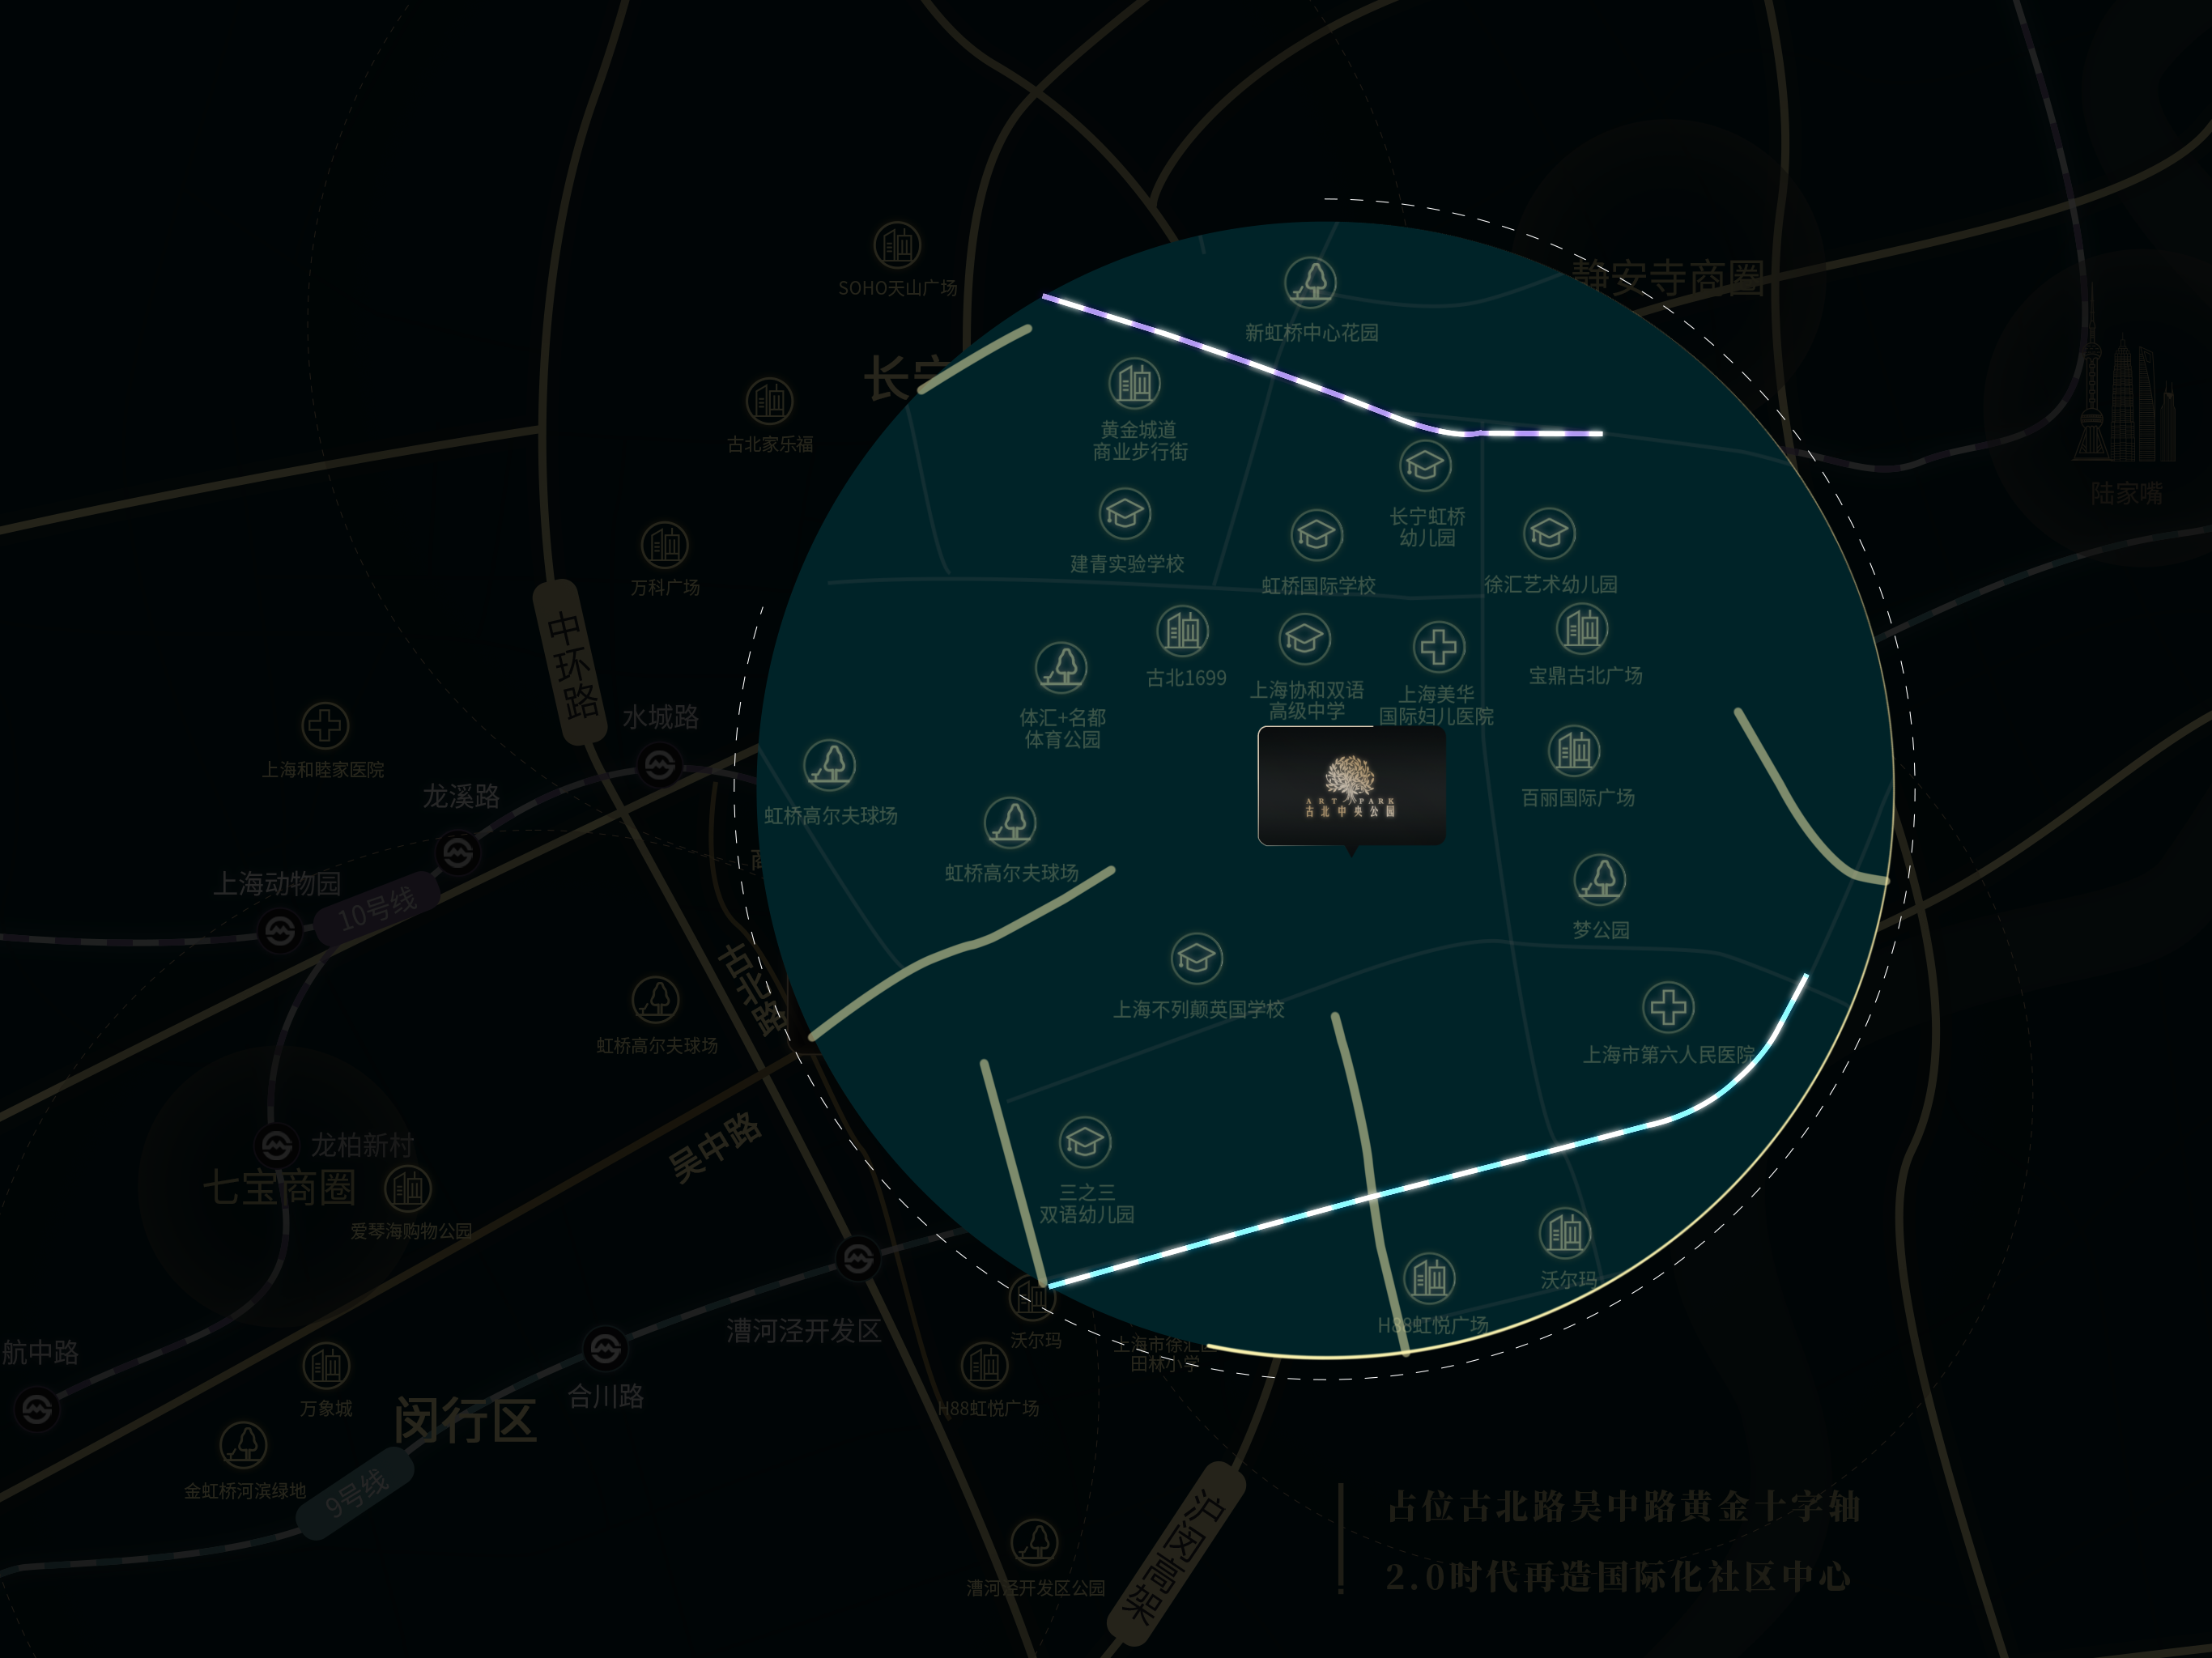 静安寺商圈
SOHO天山广场
新虹桥中心花园
长宁
古北家乐福
黄金城道
商业步行街
陆家嘴
长宁虹桥
幼儿园
建青实验学校
虹桥国际学校
徐汇艺术幼儿园
万科广场
中环路
古北1699
上海协和双语
高级中学
上海美华
国际妇儿医院
宝鼎古北广场
体汇+名都
体育公园
水城路
上海和睦家医院
龙溪路
虹桥高尔夫球场
ART PARK
古北中央公园
百丽国际广场
虹桥高尔夫球场
上海动物园
10号线
梦公园
古北路
上海不列颠英国学校
虹桥高尔夫球场
上海市第六人民医院
吴中路
龙柏新村
七宝商圈
爱琴海购物公园
三之三
双语幼儿园
沃尔玛
H88虹悦广场
漕河泾开发区
沃尔玛
上海市徐汇区
田林小学
航中路
合川路
万象城
H88虹悦广场
闵行区
金虹桥河滨绿地
9号线
沪闵高架
漕河泾开发区公园
占位古北路吴中路黄金十字轴
2.0时代再造国际化社区中心